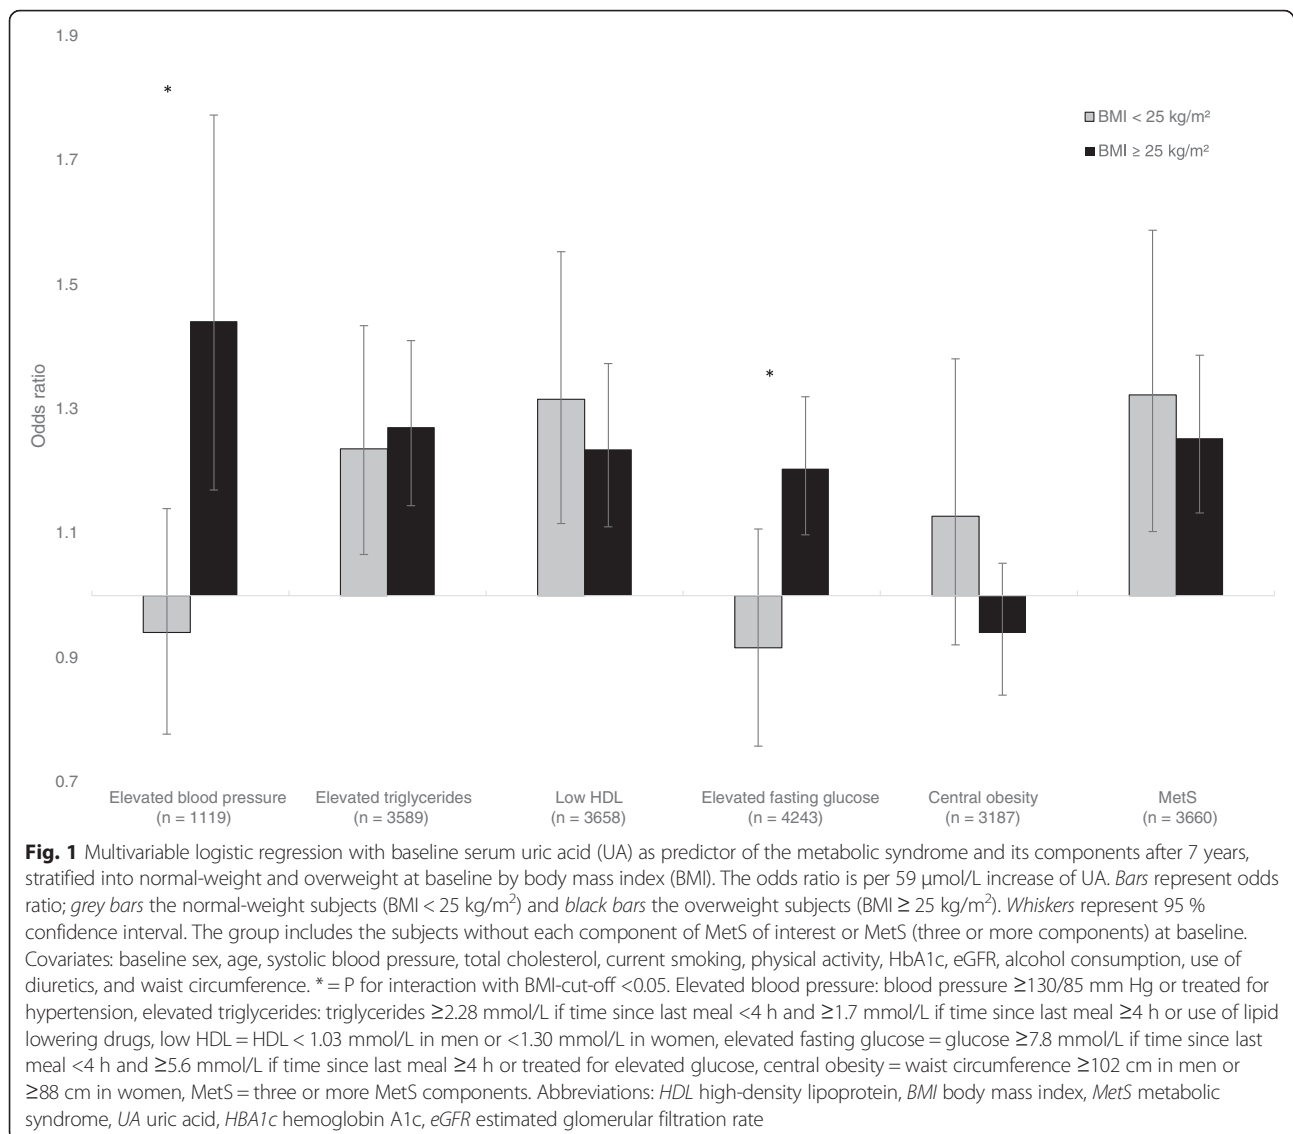 1.9
*
BMI < 25 kg/m²
BMI ≥ 25 kg/m²
1.7
1.5
Odds ratio
*
1.3
1.1
0.9
0.7
Elevated blood pressure
(n = 1119)
Elevated triglycerides
(n = 3589)
Low HDL
(n = 3658)
Elevated fasting glucose
(n = 4243)
Central obesity
(n = 3187)
MetS
(n = 3660)
Fig. 1 Multivariable logistic regression with baseline serum uric acid (UA) as predictor of the metabolic syndrome and its components after 7 years,
stratified into normal-weight and overweight at baseline by body mass index (BMI). The odds ratio is per 59 μmol/L increase of UA. Bars represent odds
ratio; grey bars the normal-weight subjects (BMI < 25 kg/m²) and black bars the overweight subjects (BMI ≥ 25 kg/m²). Whiskers represent 95 %
confidence interval. The group includes the subjects without each component of MetS of interest or MetS (three or more components) at baseline.
Covariates: baseline sex, age, systolic blood pressure, total cholesterol, current smoking, physical activity, HbA1c, eGFR, alcohol consumption, use of
diuretics, and waist circumference. * = P for interaction with BMI-cut-off <0.05. Elevated blood pressure: blood pressure ≥130/85 mm Hg or treated for
hypertension, elevated triglycerides: triglycerides ≥2.28 mmol/L if time since last meal <4 h and ≥1.7 mmol/L if time since last meal ≥4 h or use of lipid
lowering drugs, low HDL = HDL < 1.03 mmol/L in men or <1.30 mmol/L in women, elevated fasting glucose = glucose ≥7.8 mmol/L if time since last
meal <4 h and ≥5.6 mmol/L if time since last meal ≥4 h or treated for elevated glucose, central obesity = waist circumference ≥102 cm in men or
≥88 cm in women, MetS = three or more MetS components. Abbreviations: HDL high-density lipoprotein, BMI body mass index, MetS metabolic
syndrome, UA uric acid, HBA1c hemoglobin A1c, eGFR estimated glomerular filtration rate